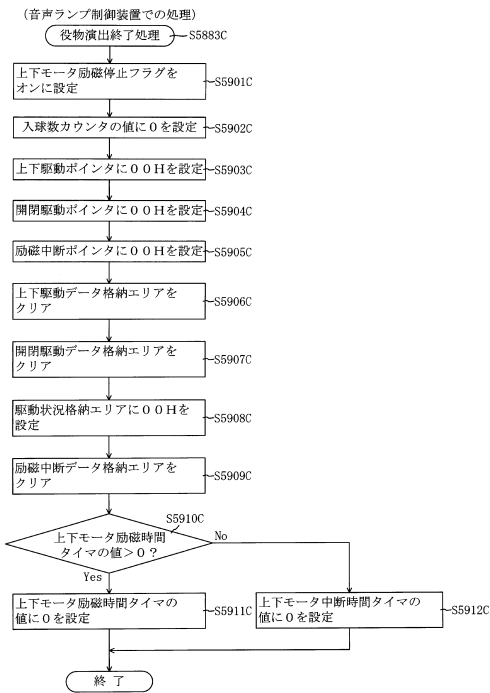 (音声ランプ制御装置での処理)
役物演出終了処理
S5883C
上下モータ励磁停止フラグを
オンに設定
S5901C
入球数カウンタの値に0を設定
S5902C
上下駆動ポインタに00Hを設定
S5903C
開閉駆動ポインタに00Hを設定
S5904C
励磁中断ポインタに00Hを設定
S5905C
上下駆動データ格納エリアを
クリア
S5906C
開閉駆動データ格納エリアを
クリア
S5907C
駆動状況格納エリアに00Hを
設定
S5908C
励磁中断データ格納エリアを
クリア
S5909C
S5910C
上下モータ励磁時間
タイマの値>0?
No
Yes
上下モータ励磁時間タイマの
値に0を設定
S5911C
上下モータ中断時間タイマの
値に0を設定
S5912C
終了